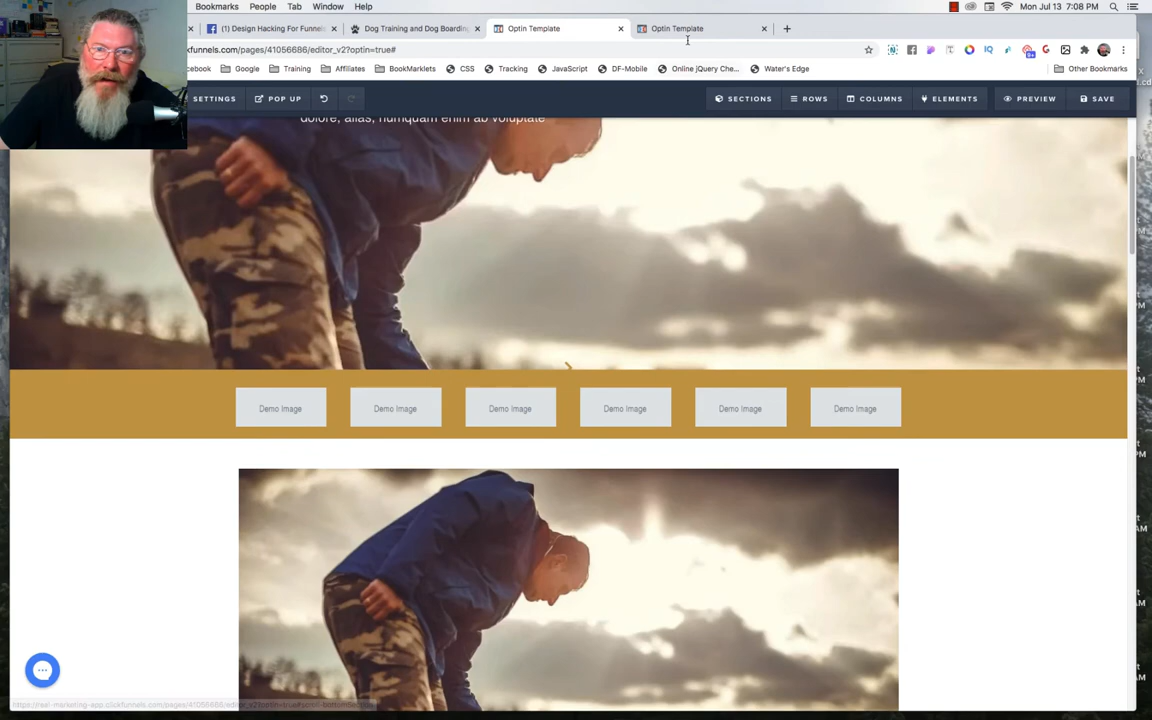 Bookmarks People Tab Window Help
Mon Jul 13 7:08 PM
(1) Design Hacking For Funnels
Dog Training and Dog Boarding
Optin Template
Optin Template
kfunnels.com/pages/41056686/editor_v2?optin=true#
cebook Google Training Affiliates BookMarklets CSS Tracking JavaScript DF-Mobile Online jQuery Che... Water's Edge Other Bookmarks
SETTINGS POP UP SECTIONS ROWS COLUMNS ELEMENTS PREVIEW SAVE
dolore, alias, numquam enim ab voluptate
Demo Image Demo Image Demo Image Demo Image Demo Image Demo Image